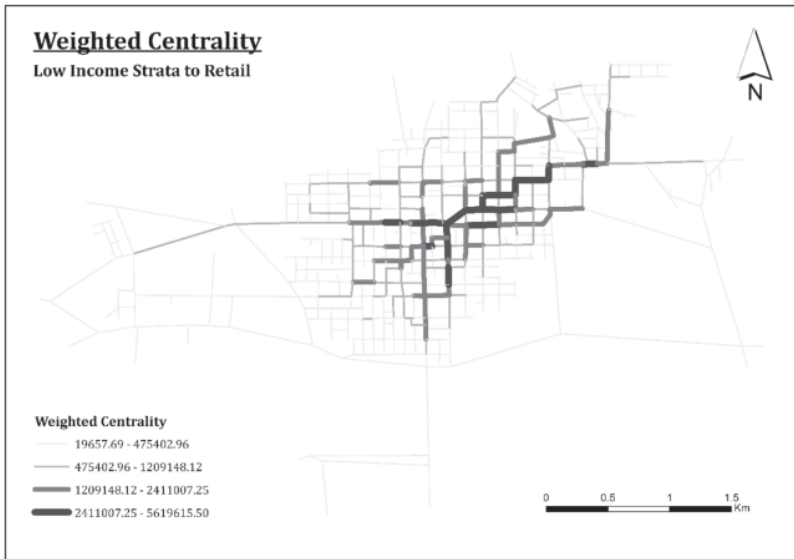 Weighted Centrality
Low Income Strata to Retail
N
Weighted Centrality
19657.69 - 475402.96
475402.96 - 1209148.12
1209148.12 - 2411007.25
2411007.25 - 5619615.50
0 0.5 1 1.5
Km